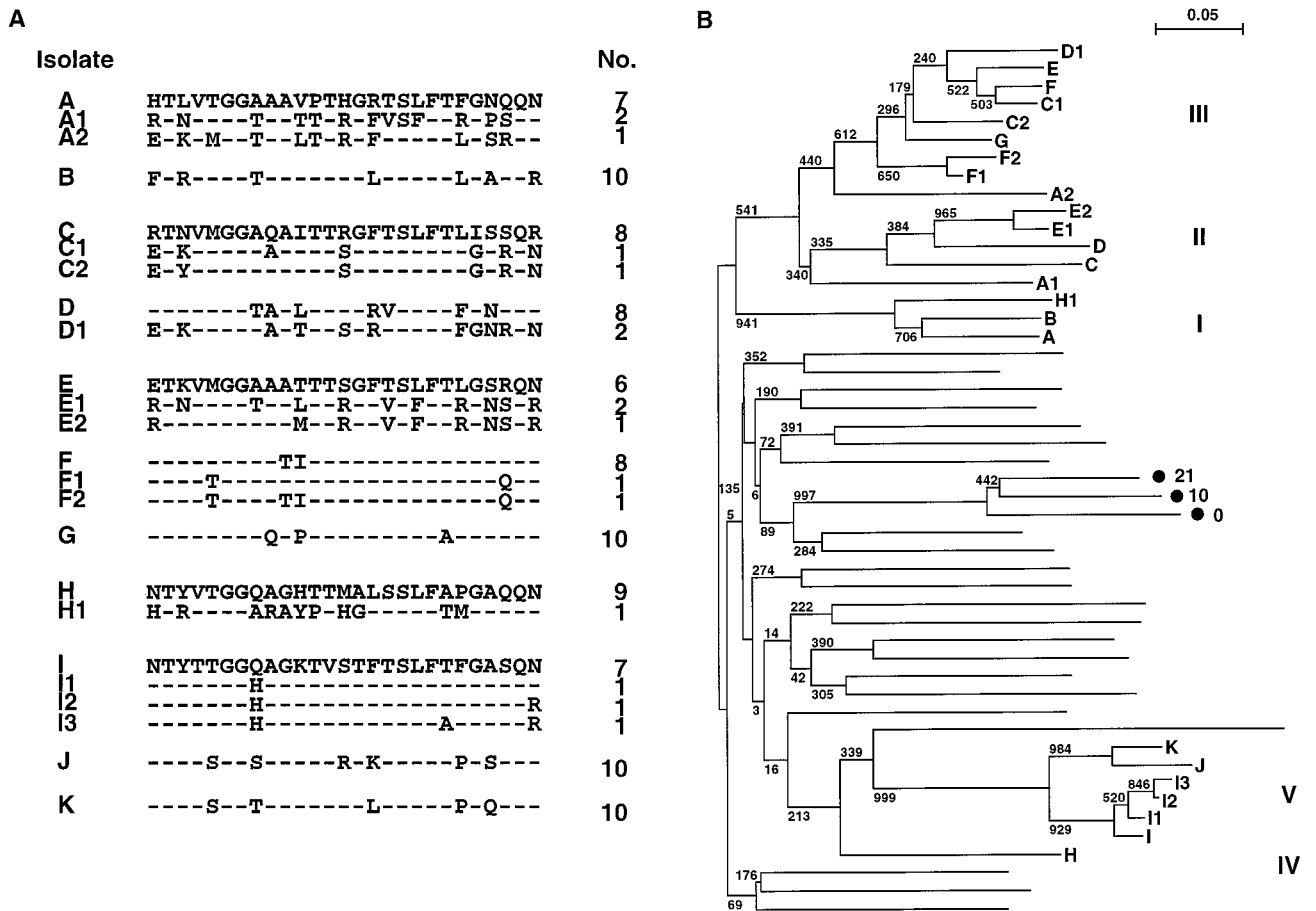 A
Isolate No.
A HTLVTGGAAAVPTHGRTSLFTFGNQQN 7
A1 R-N----T--TT-R-FVSF--R-PS-- 2
A2 E-K-M--T--LT-R-F-----L-SR-- 1
B F-R----T-------L-----L-A--R 10
C RTNVMGGAQAITTRGFTSLFTLISSQR 8
C1 E-K-----A----S--------G-R-N 1
C2 E-Y----------S--------G-R-N 1
D -------TA-L----RV----F-N--- 8
D1 E-K-----A-T--S-R-----FGNR-N 2
E ETKVMGGAAATTTSGFTSLFTLGSRQN 6
E1 R-N----T--L--R--V-F--R-NS-R 2
E2 R---------M--R--V-F--R-NS-R 1
F ---------TI---------------- 8
F1 ----T-------------------Q-- 1
F2 ----T----TI-------------Q-- 1
G --------Q-P---------A------ 10
H NTYVTGGQAGHTTMALSSLFAPGAQQN 9
H1 H-R----ARAYP-HG-----TM----- 1
I NTYTTGGQAGKTVSTFTSLFTFGASQN 7
I1 -------H------------------- 1
I2 -------H------------------R 1
I3 -------H------------A-----R 1
J ----S--S-----R-K-----P-S--- 10
K ----S--T-------L-----P-Q--- 10
B
0.05
240 D1
E
522 F
179 503 C1
III
296 C2
G
612 F2
650 F1
440 A2
541 965 E2
384 E1
II
335 D
C
340 A1
H1
941 B
I
706 A
352
190
391
72
442 21
135 6 997 10
5 0
89 284
274
222
14
390
42 305
3
339 984 K
16 J
846 I3
999 520 I2
V
213 I1
929 I
H
IV
176
69